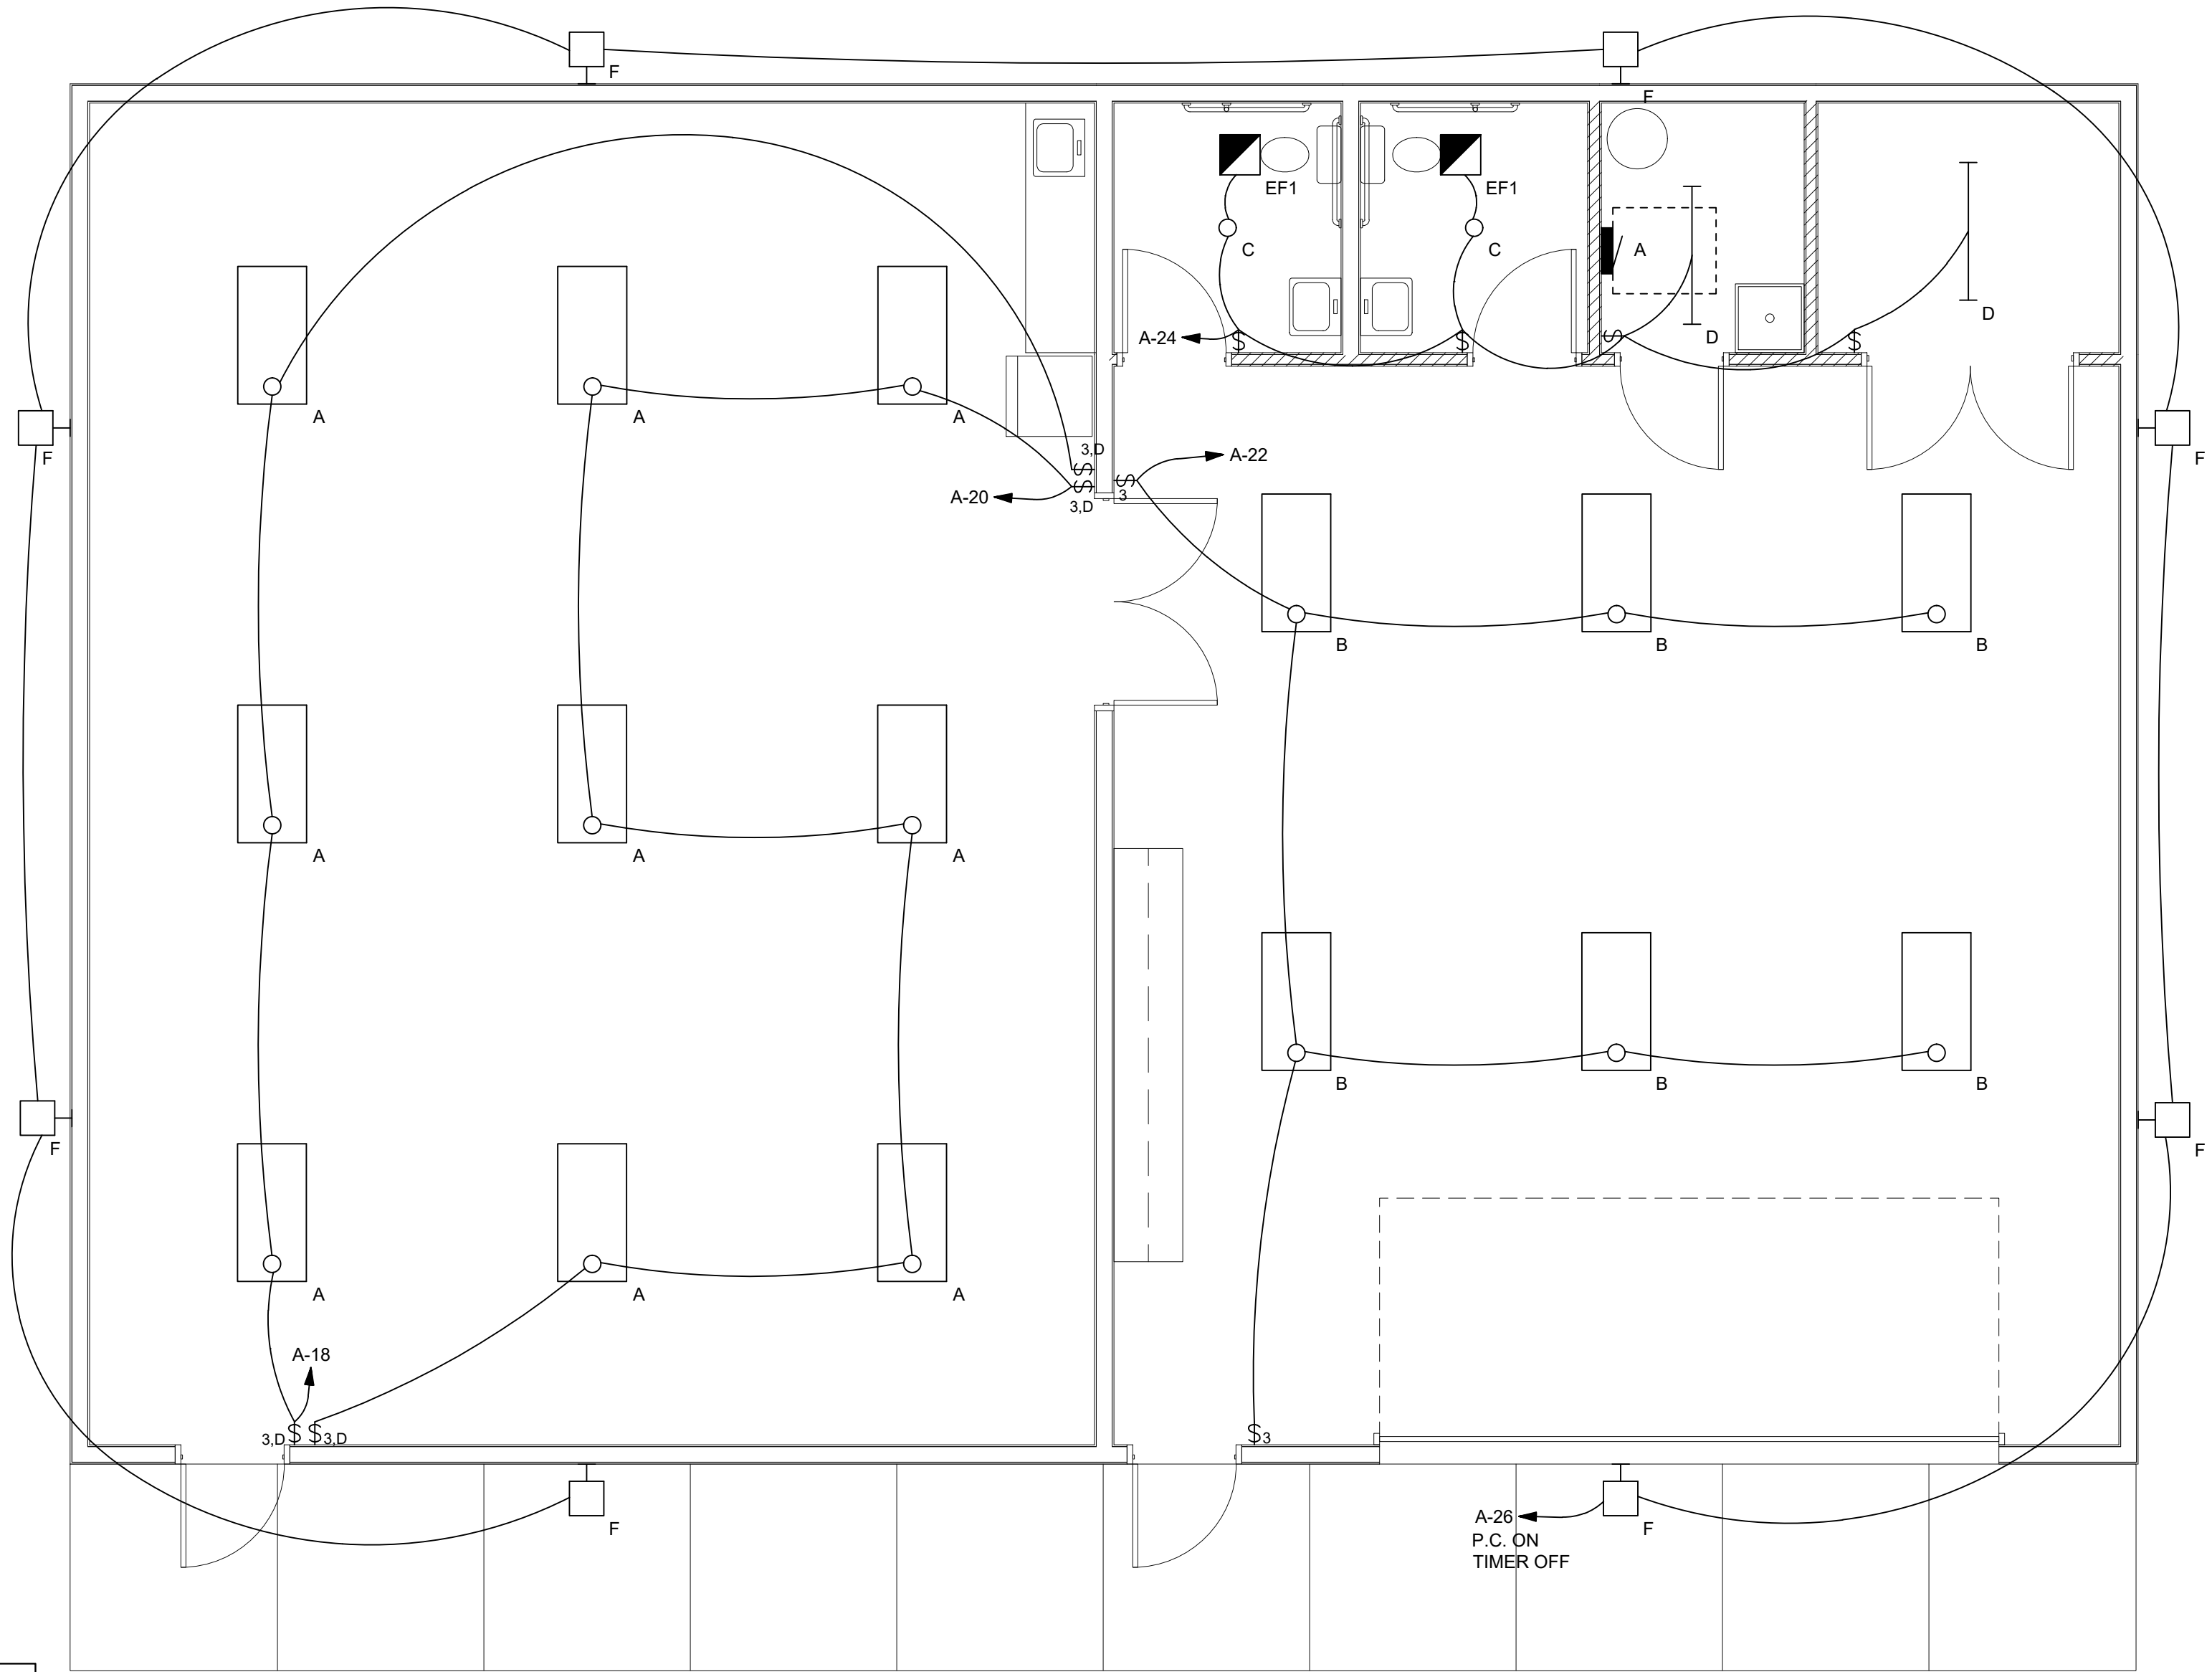 F
F
EF1
EF1
C
C
A
D
D
A-24
$
$
$
$
A
A
A
F
F
3,D
$
A-22
A-20
$
$
3,D
3
B
B
B
A
A
A
B
B
B
F
F
A
A
A
A-18
3,D
$
$
3,D
$
3
F
A-26
F
P.C. ON
TIMER OFF